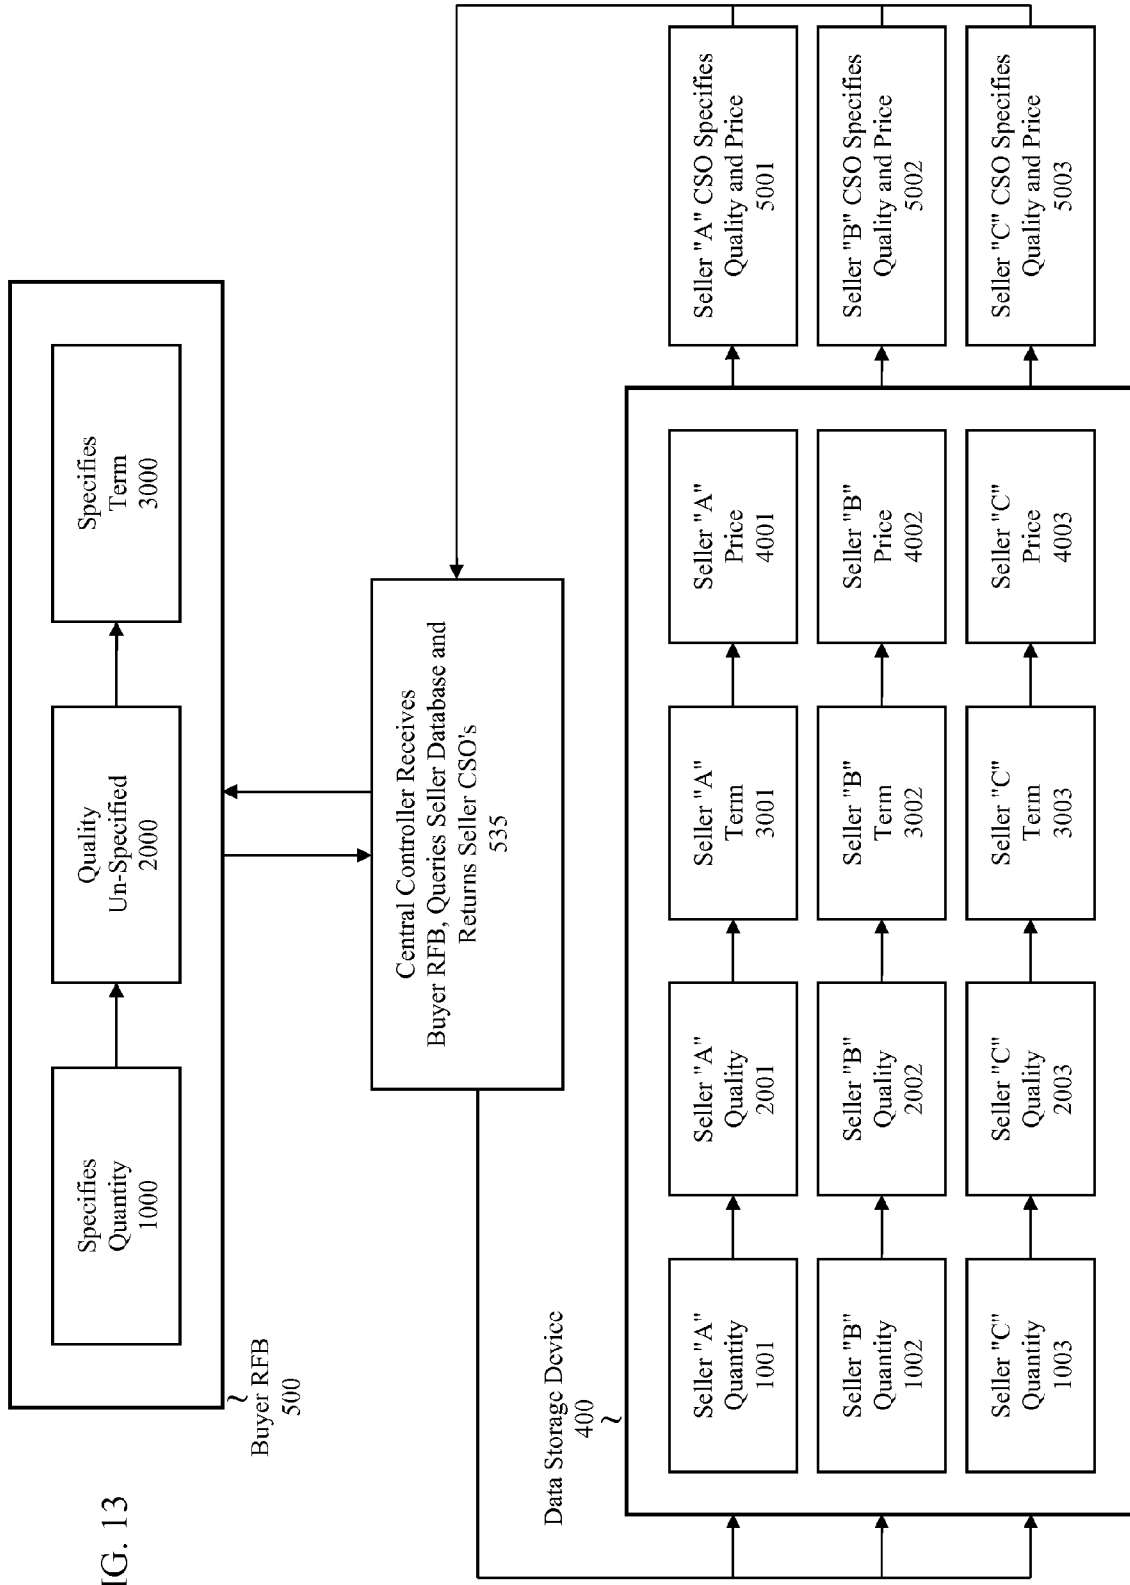 IG. 13
Buyer RFB
500
Specifies
Quantity
1000
Quality
Un-Specified
2000
Specifies
Term
3000
Central Controller Receives
Buyer RFB, Queries Seller Database and
Returns Seller CSO's
535
Data Storage Device
400
Seller "A"
Quantity
1001
Seller "A"
Quality
2001
Seller "A"
Term
3001
Seller "A"
Price
4001
Seller "A" CSO Specifies
Quality and Price
5001
Seller "B"
Quantity
1002
Seller "B"
Quality
2002
Seller "B"
Term
3002
Seller "B"
Price
4002
Seller "B" CSO Specifies
Quality and Price
5002
Seller "C"
Quantity
1003
Seller "C"
Quality
2003
Seller "C"
Term
3003
Seller "C"
Price
4003
Seller "C" CSO Specifies
Quality and Price
5003